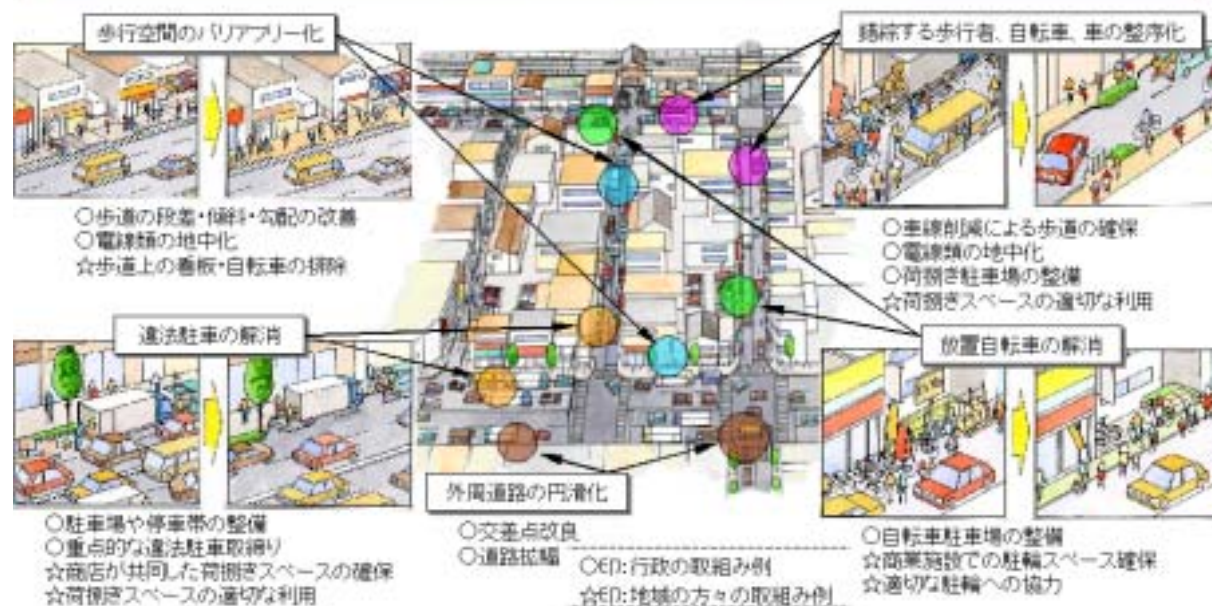 歩行空間のバリアフリー化
○歩道の段差・傾斜・勾配の改善
○電線類の地中化
☆歩道上の看板・自転車の排除
錯綜する歩行者、自転車、車の整序化
○車線削減による歩道の確保
○電線類の地中化
○荷捌き駐車場の整備
☆荷捌きスペースの適切な利用
違法駐車の解消
○駐車場や停車帯の整備
○重点的な違法駐車取締り
☆商店が共同した荷捌きスペースの確保
☆荷捌きスペースの適切な利用
外周道路の円滑化
○交差点改良
○道路拡幅
放置自転車の解消
○自転車駐車場の整備
☆商業施設での駐輪スペース確保
☆適切な駐輪への協力
○印:行政の取組み例
☆印:地域の方々の取組み例